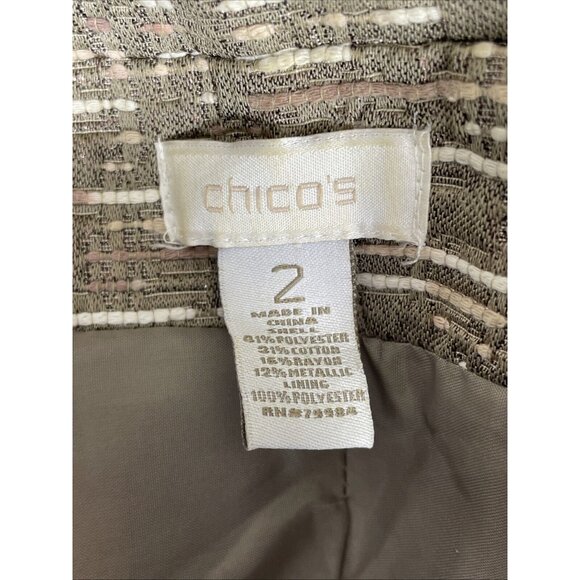 chico's
2
MADE IN
CHINA
SHELL
41% POLYESTER
31% COTTON
16% RAYON
12% METALLIC
LINING
100% POLYESTER
RN#79984